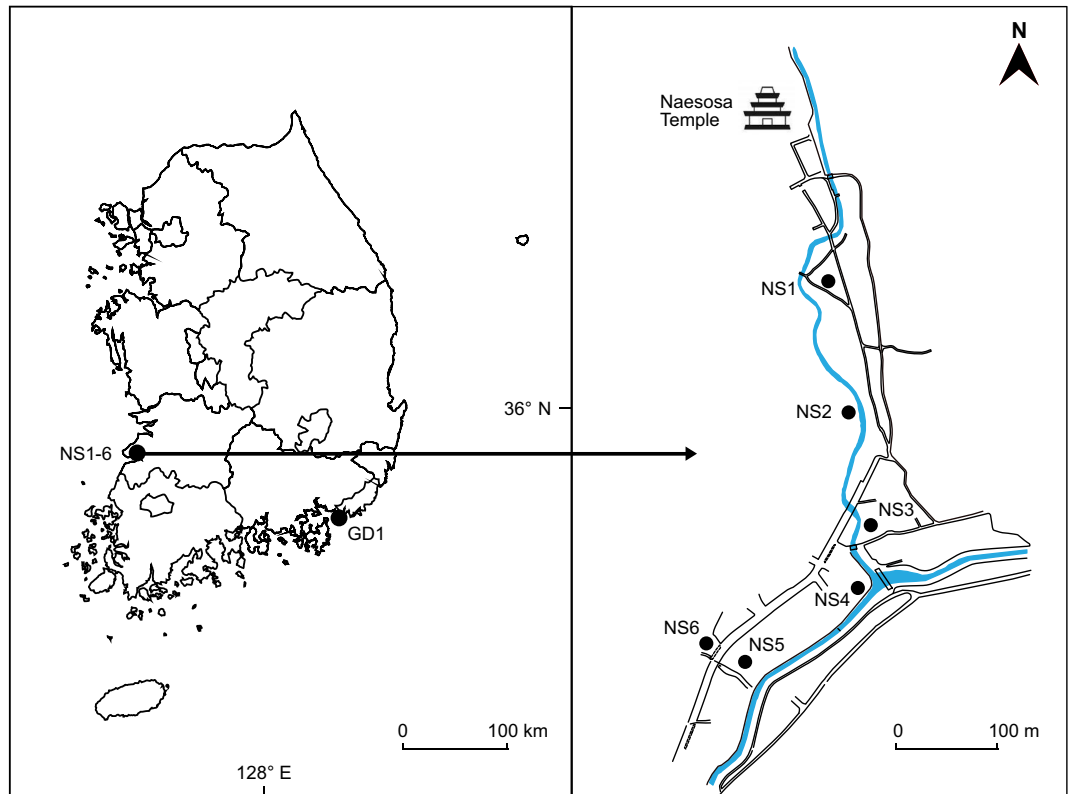 N
Naesosa
Temple
NS1
36° N
NS2
NS1-6
NS3
GD1
NS4
NS6
NS5
0 100 km
0 100 m
128° E